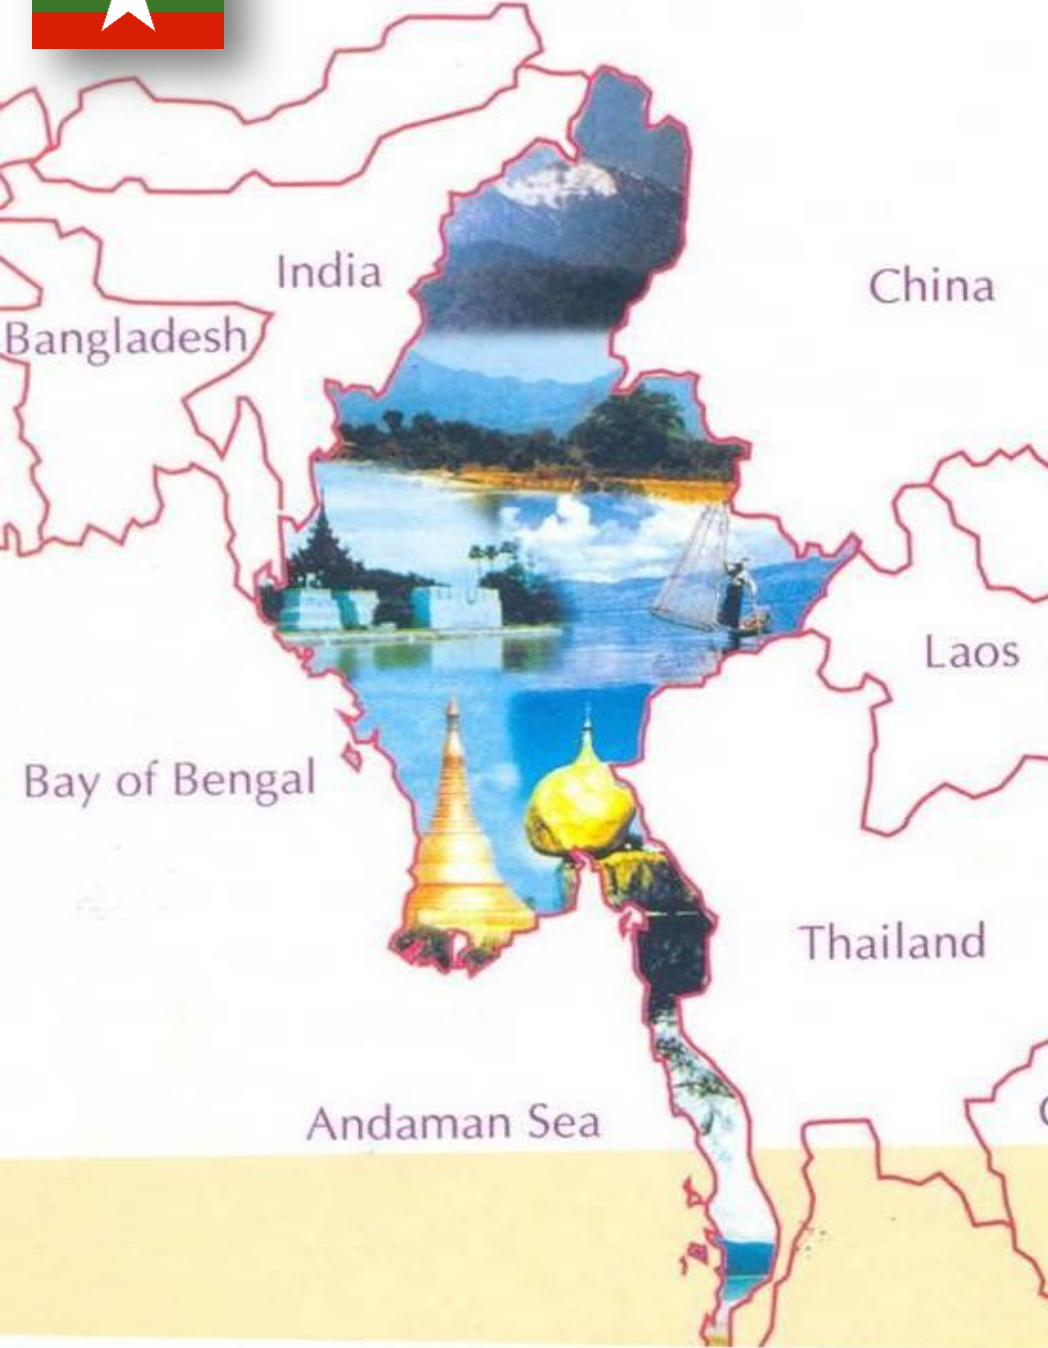 India
China
Bangladesh
Laos
Bay of Bengal
Thailand
Andaman Sea